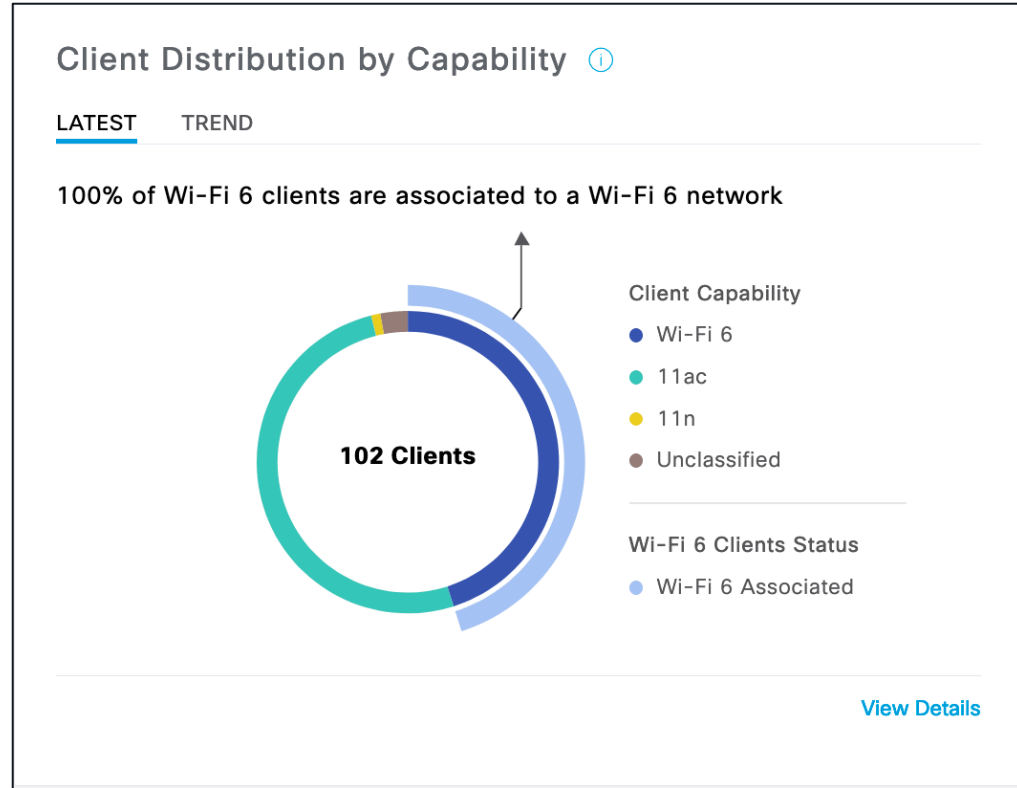 Client Distribution by Capability
LATEST TREND
100% of Wi-Fi 6 clients are associated to a Wi-Fi 6 network
102 Clients
Client Capability
Wi-Fi 6
11ac
11n
Unclassified
Wi-Fi 6 Clients Status
Wi-Fi 6 Associated
View Details